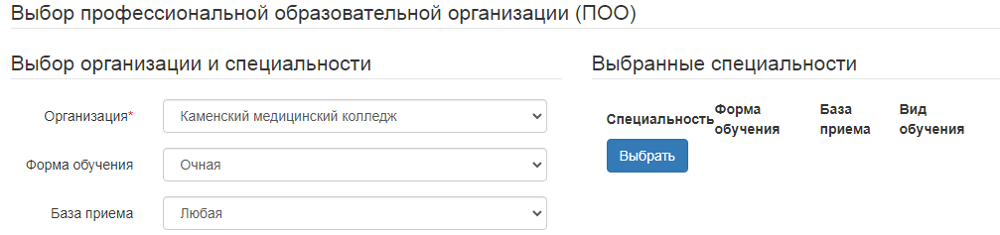 Выбор профессиональной образовательной организации (ПОО)
Выбор организации и специальности
Организация*
Каменский медицинский колледж
Форма обучения
Очная
База приема
Любая
Выбранные специальности
Специальность
Форма
обучения
База
приема
Вид
обучения
Выбрать